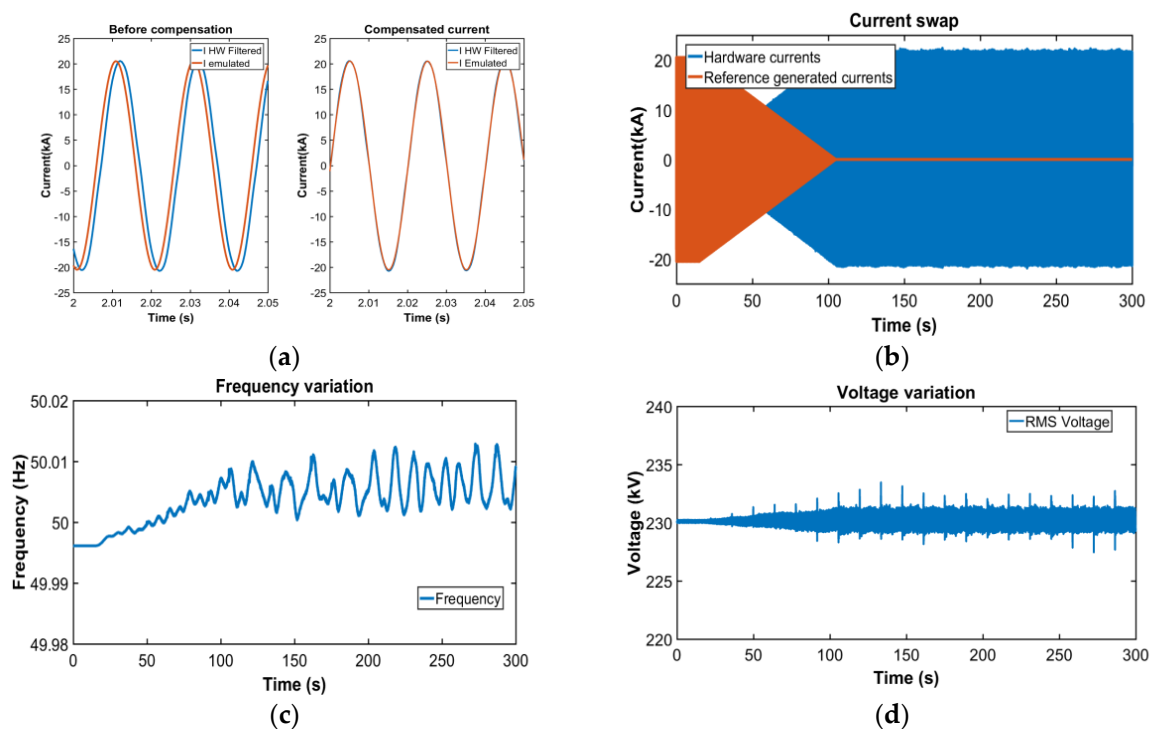 Before compensation
25
20
15
10
5
0
-5
-10
-15
-20
-25
Current(kA)
I HW Filtered
I emulated
2
2.01
2.02
2.03
2.04
2.05
Time (s)
Compensated current
25
20
15
10
5
0
-5
-10
-15
-20
-25
Current(kA)
I HW Filtered
I Emulated
2
2.01
2.02
2.03
2.04
2.05
Time (s)
(a)
Current swap
20
10
0
-10
-20
Current(kA)
Hardware currents
Reference generated currents
0
50
100
150
200
250
300
Time (s)
(b)
Frequency variation
50.02
50.01
50
49.99
49.98
Frequency (Hz)
Frequency
0
50
100
150
200
250
300
Time (s)
(c)
Voltage variation
240
235
230
225
220
Voltage (kV)
RMS Voltage
0
50
100
150
200
250
300
Time (s)
(d)